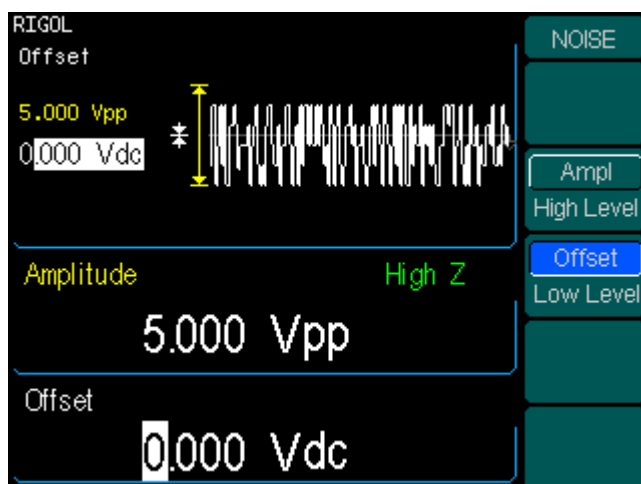 RIGOL
Offset
5.000 Vpp
0.000 Vdc
NOISE
Ampl
High Level
Offset
Low Level
Amplitude
High Z
5.000 Vpp
Offset
0.000 Vdc